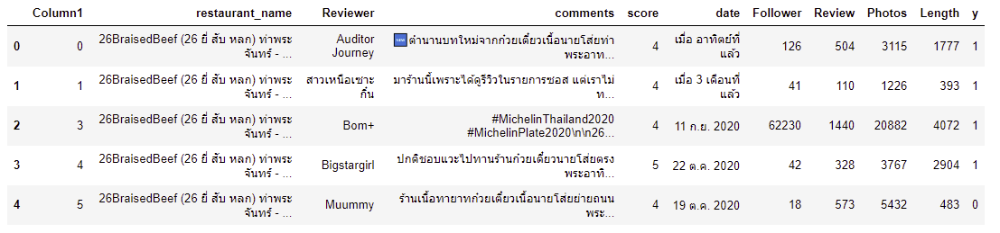 Column1 restaurant_name Reviewer comments score date Follower Review Photos Length y
0 0 26BraisedBeef (26 ยี่ สับ หลก) ท่าพระ Auditor NEW ตำนานบทใหม่จากก๋วยเตี๋ยวเนื้อนายโส่ยท่า 4 เมื่อ อาทิตย์ที่ 126 504 3115 1777 1
จันทร์ - ... Journey พระอาท... แล้ว
1 1 26BraisedBeef (26 ยี่ สับ หลก) ท่าพระ สาวเหนือเซาะ มาร้านนี้เพราะได้ดูรีวิวในรายการซอส แต่เราไม่ 4 เมื่อ 3 เดือนที่ 41 110 1226 393 1
จันทร์ - ... กิ๋น ท... แล้ว
2 3 26BraisedBeef (26 ยี่ สับ หลก) ท่าพระ Bom+ #MichelinThailand2020 4 11 ก.ย. 2020 62230 1440 20882 4072 1
จันทร์ - ... #MichelinPlate2020\n\n26...
3 4 26BraisedBeef (26 ยี่ สับ หลก) ท่าพระ Bigstargirl ปกติชอบแวะไปทานร้านก๋วยเตี๋ยวนายโส่ยตรง 5 22 ต.ค. 2020 42 328 3767 2904 1
จันทร์ - ... พระอาทิ...
4 5 26BraisedBeef (26 ยี่ สับ หลก) ท่าพระ Muummy ร้านเนื้อทายาทก๋วยเตี๋ยวเนื้อนายโส่ยย่ายถนน 4 19 ต.ค. 2020 18 573 5432 483 0
จันทร์ - ... พระ...